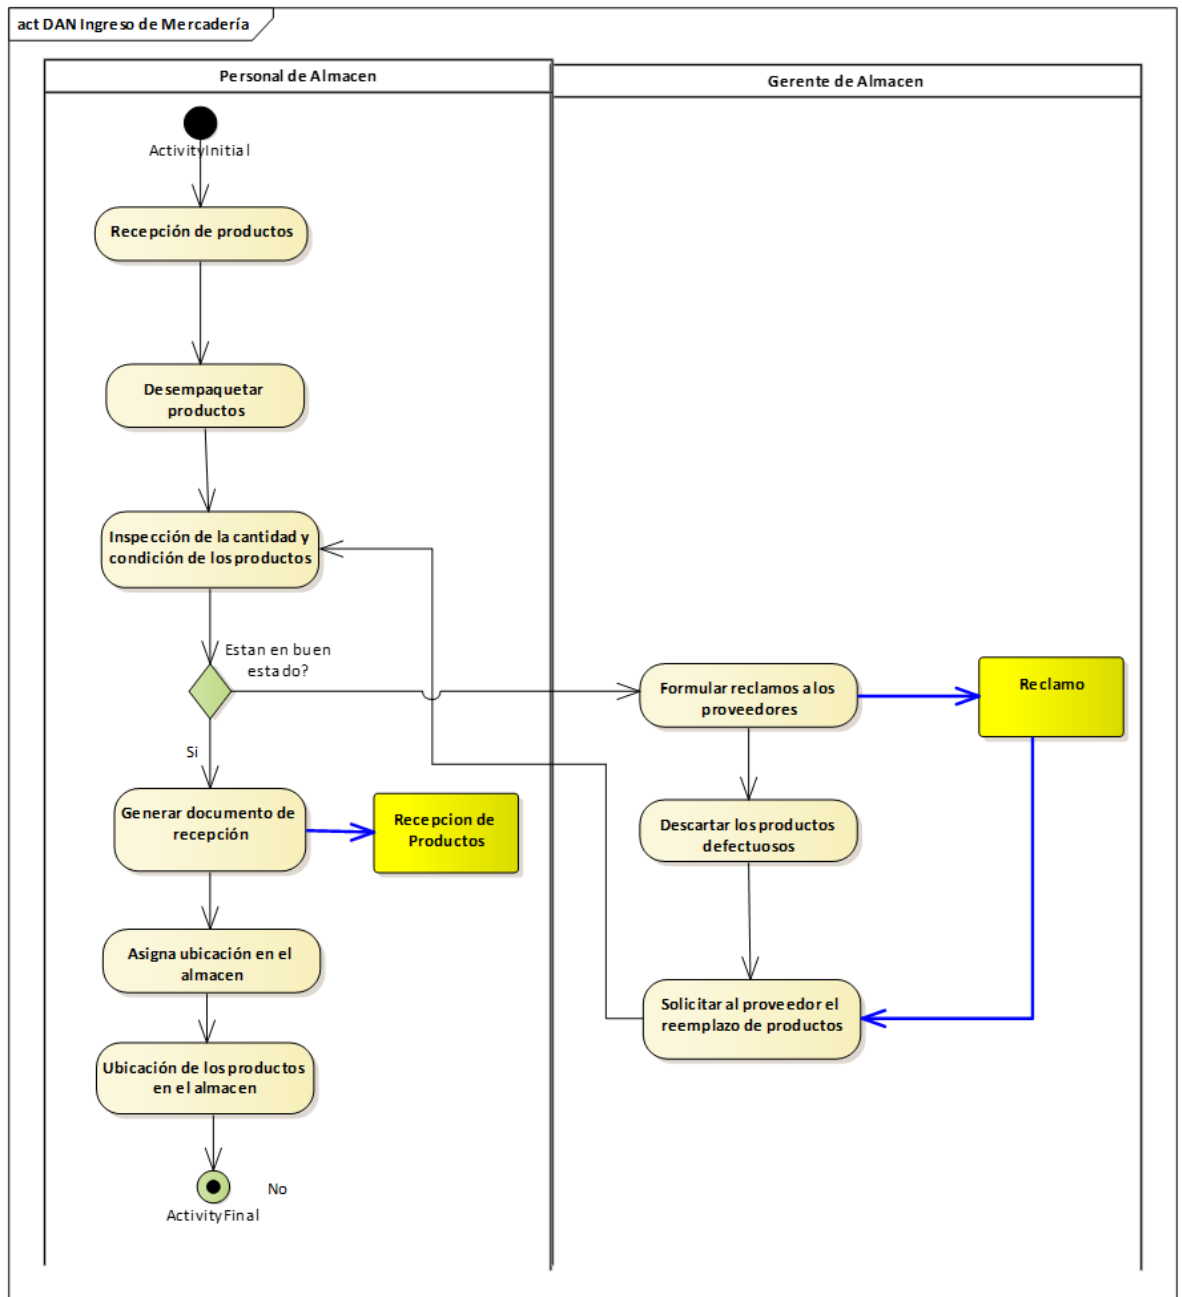 act DAN Ingreso de Mercadería
Personal de Almacen
Gerente de Almacen
ActivityInitial
Recepción de productos
Desempaquetar
productos
Inspección de la cantidad y
condición de los productos
Estan en buen
estado?
Formular reclamos a los
proveedores
Reclamo
Si
Generar documento de
recepción
Recepcion de
Productos
Descartar los productos
defectuosos
Asigna ubicación en el
almacen
Solicitar al proveedor el
reemplazo de productos
Ubicación de los productos
en el almacen
No
ActivityFinal